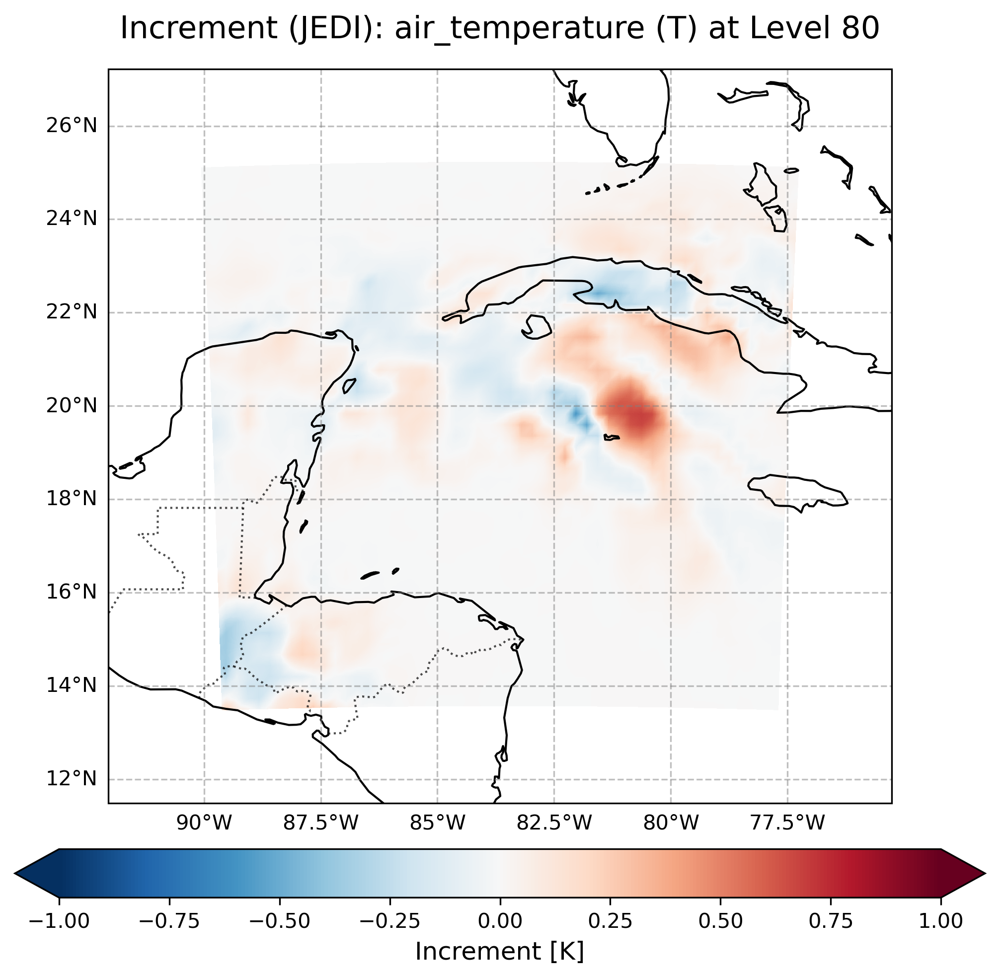 Increment (JEDI): air_temperature (T) at Level 80
26°N
24°N
22°N
20°N
18°N
16°N
14°N
12°N
90°W 87.5°W 85°W 82.5°W 80°W 77.5°W
−1.00 −0.75 −0.50 −0.25 0.00 0.25 0.50 0.75 1.00
Increment [K]